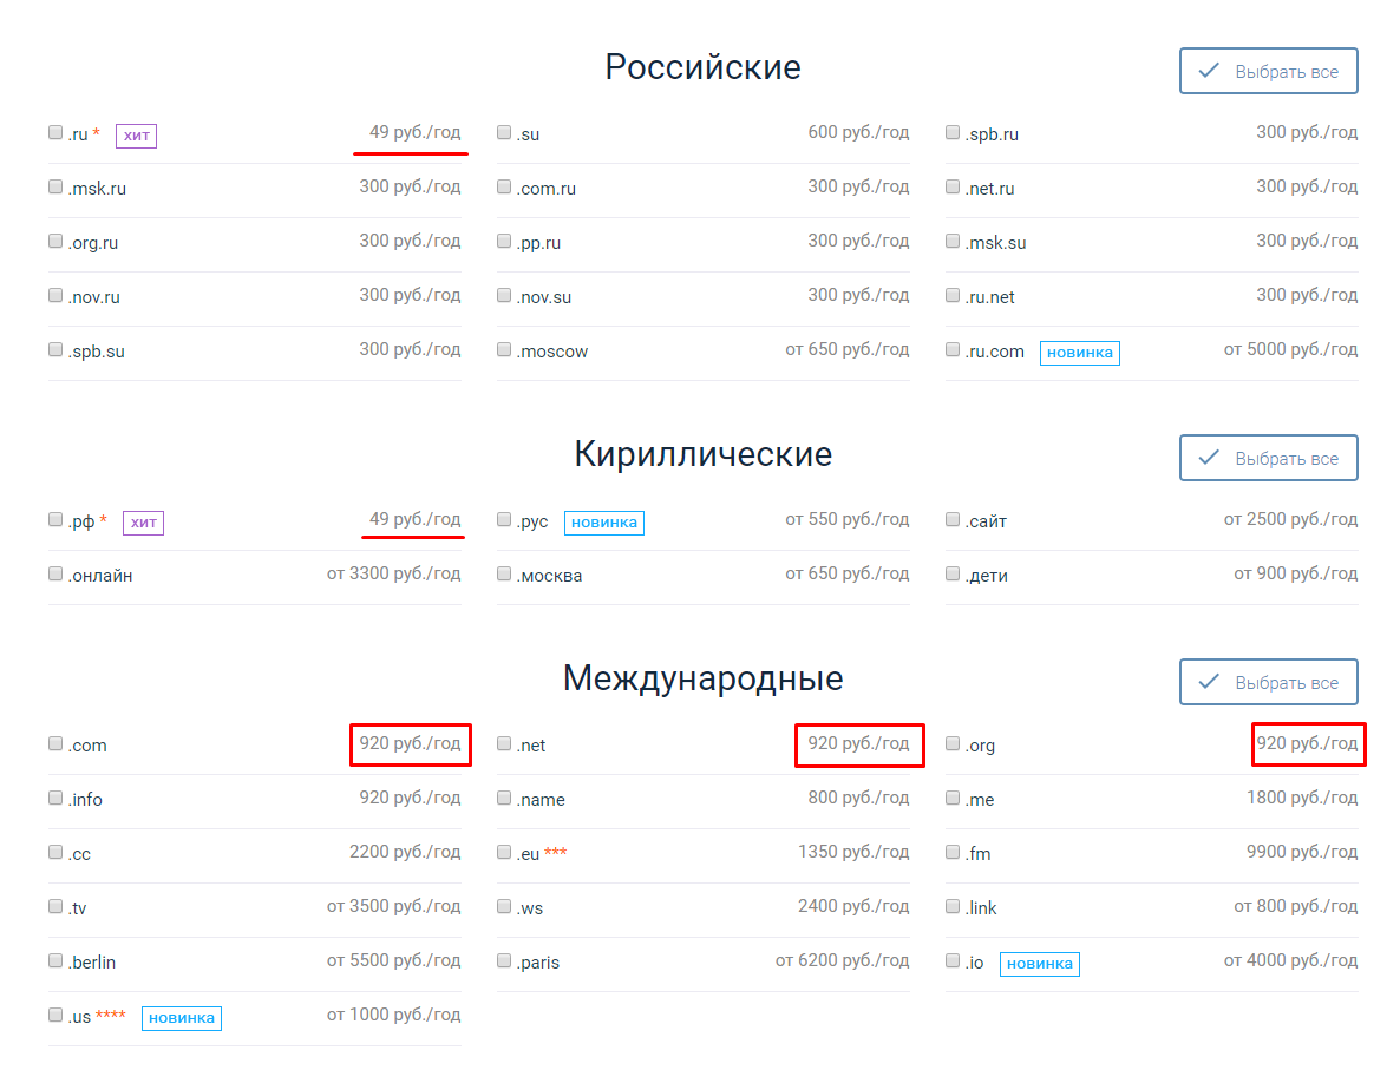 Российские
Выбрать все
.ru * хит 49 руб./год .su 600 руб./год .spb.ru 300 руб./год
.msk.ru 300 руб./год .com.ru 300 руб./год .net.ru 300 руб./год
.org.ru 300 руб./год .pp.ru 300 руб./год .msk.su 300 руб./год
.nov.ru 300 руб./год .nov.su 300 руб./год .ru.net 300 руб./год
.spb.su 300 руб./год .moscow от 650 руб./год .ru.com новинка от 5000 руб./год
Кириллические
Выбрать все
.рф * хит 49 руб./год .рус новинка от 550 руб./год .сайт от 2500 руб./год
.онлайн от 3300 руб./год .москва от 650 руб./год .дети от 900 руб./год
Международные
Выбрать все
.com 920 руб./год .net 920 руб./год .org 920 руб./год
.info 920 руб./год .name 800 руб./год .me 1800 руб./год
.cc 2200 руб./год .eu *** 1350 руб./год .fm 9900 руб./год
.tv от 3500 руб./год .ws 2400 руб./год .link от 800 руб./год
.berlin от 5500 руб./год .paris от 6200 руб./год .io новинка от 4000 руб./год
.us **** новинка от 1000 руб./год